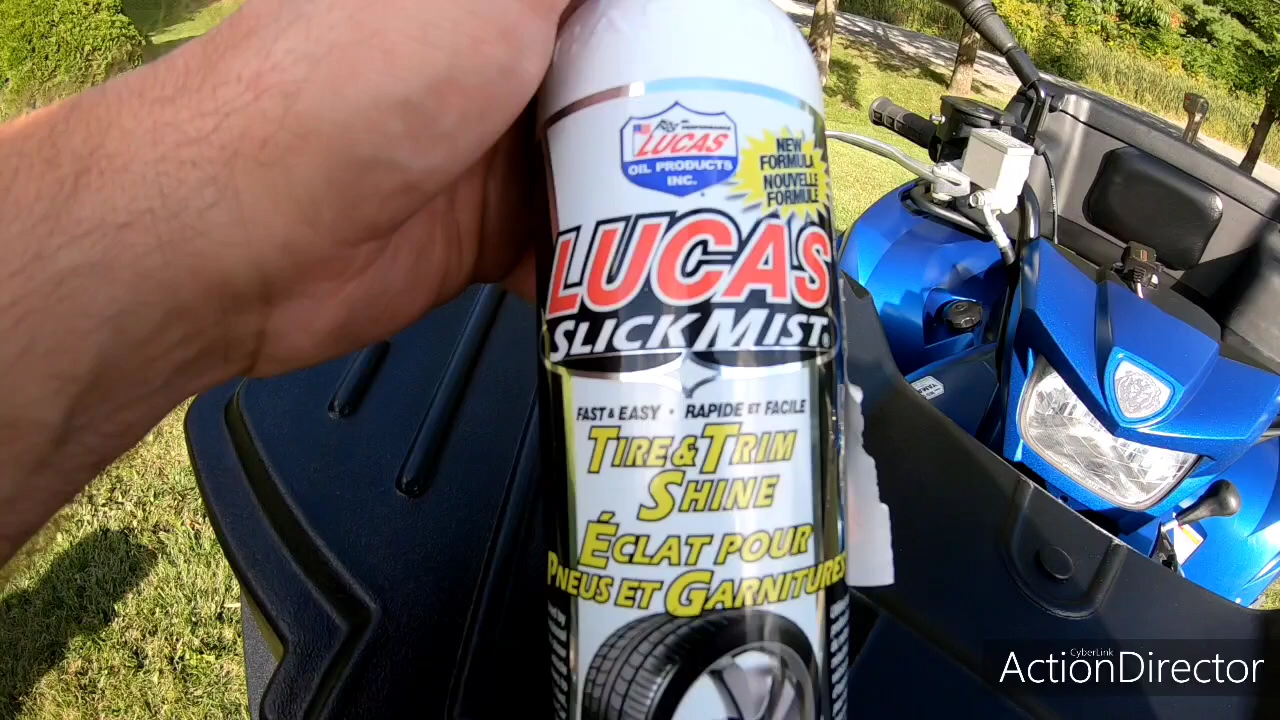 LUCAS
OIL PRODUCTS
INC.
NEW
FORMULA
NOUVELLE
FORMULE
LUCAS
SLICK MIST®
FAST & EASY • RAPIDE ET FACILE
TIRE & TRIM
SHINE
ÉCLAT POUR
PNEUS ET GARNITURES
YAMAHA
CyberLink
ActionDirector